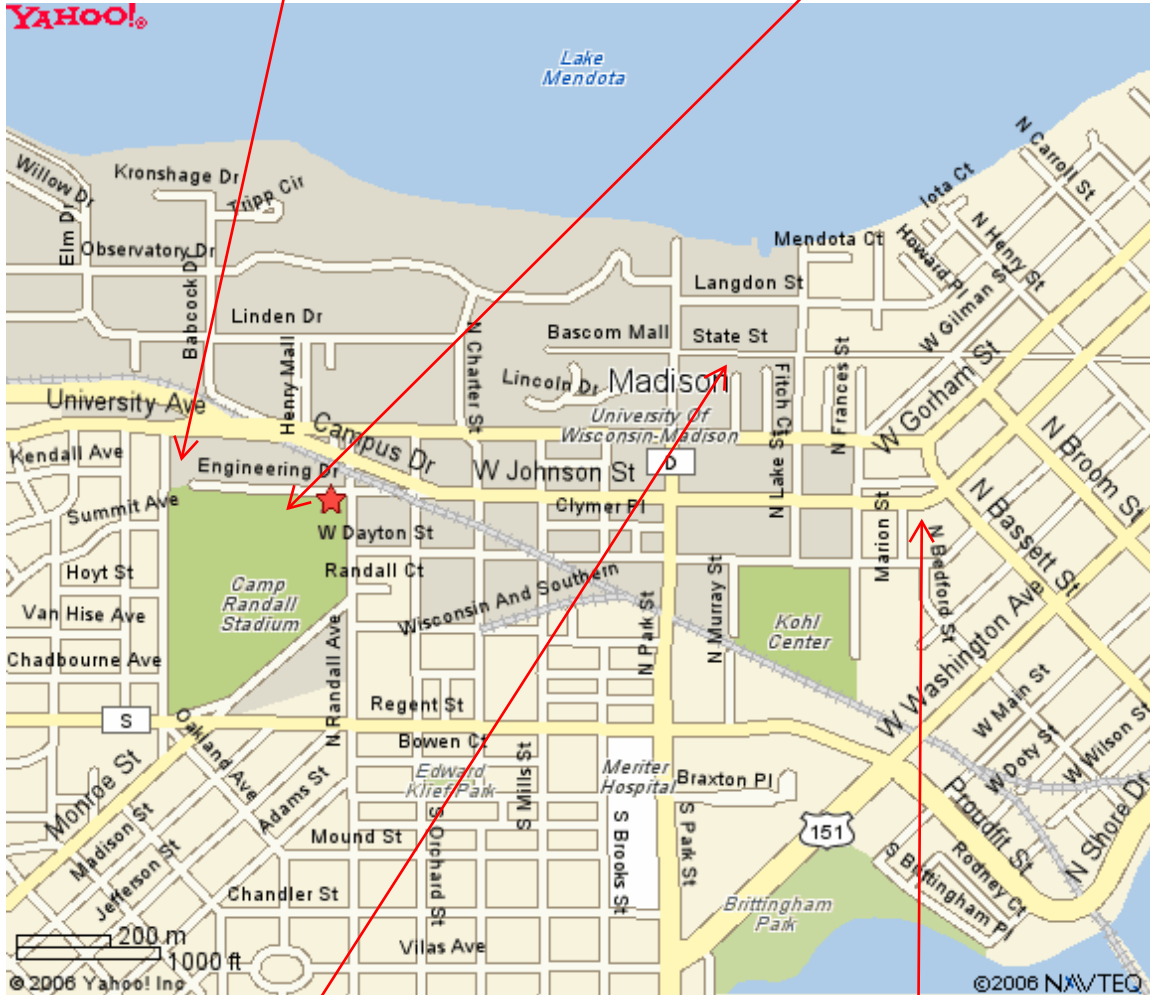 YAHOO!®
Lake
Mendota
N Carroll St
Willow Dr
Kronshage Dr
Tripp Cir
Iota Ct
Elm Dr
Observatory Dr
Mendota Ct
Howard Pl
N Henry St
Babcock Dr
Langdon St
W Gilman St
Linden Dr
Henry Mall
N Charter St
Bascom Mall
State St
Lincoln Dr
Madison
Fitch Ct
N Frances St
W Gorham St
University Ave
University Of
Wisconsin-Madison
Campus Dr
N Broom St
Kendall Ave
Engineering Dr
W Johnson St
D
N Lake St
Summit Ave
Clymer Pl
N Bassett St
W Dayton St
Marion St
N Bedford St
Hoyt St
Randall Ct
Camp
Randall
Stadium
Wisconsin And Southern
Van Hise Ave
N Murray St
Kohl
Center
N Park St
W Washington Ave
Chadbourne Ave
N Randall Ave
Regent St
W Main St
S
Oakland Ave
Bowen Ct
W Doty St
W Wilson St
Monroe St
Adams St
Edward
Klief Park
S Mills St
Meriter
Hospital
Braxton Pl
Proudfit St
N Shore Dr
Madison St
Mound St
S Orchard St
S Brooks St
S Park St
151
Jefferson St
Chandler St
S Brittingham Pl
Rodney Ct
Brittingham
Park
200 m
1000 ft
Vilas Ave
©2006 Yahoo! Inc
©2006 NAVTEQ